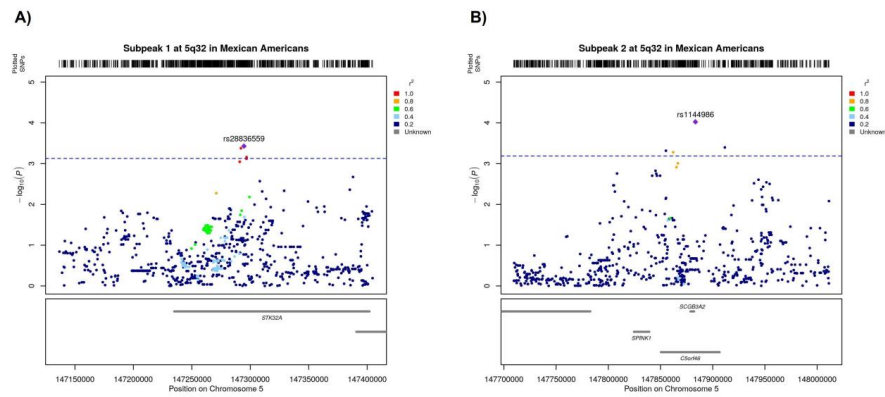 A)
Subpeak 1 at 5q32 in Mexican Americans
Plotted
SNPs
5
4
3
2
1
0
−log10(P)
rs28836559
r2
1.0
0.8
0.6
0.4
0.2
Unknown
STK32A
147150000 147200000 147250000 147300000 147350000 147400000
Position on Chromosome 5
B)
Subpeak 2 at 5q32 in Mexican Americans
Plotted
SNPs
5
4
3
2
1
0
−log10(P)
rs1144986
r2
1.0
0.8
0.6
0.4
0.2
Unknown
SCGB3A2
SPINK1
C5orf46
147700000 147750000 147800000 147850000 147900000 147950000 148000000
Position on Chromosome 5